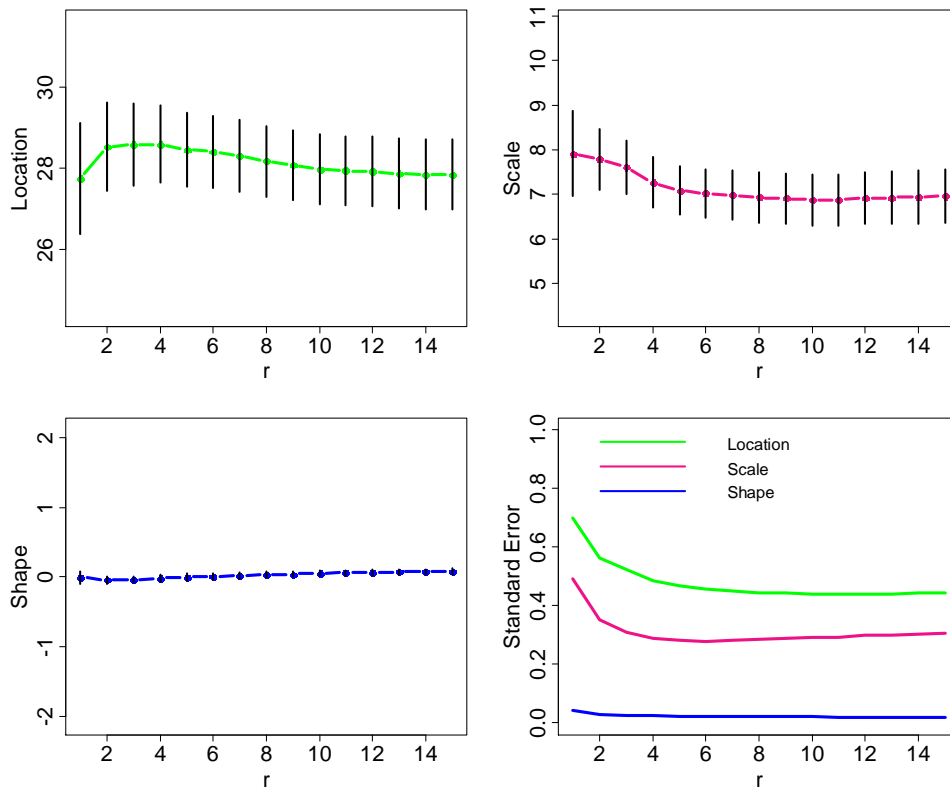 Location
26
28
30
2 4 6 8 10 12 14
r
Scale
5 6 7 8 9 10 11
2 4 6 8 10 12 14
r
Shape
-2 -1 0 1 2
2 4 6 8 10 12 14
r
Standard Error
0.0 0.2 0.4 0.6 0.8 1.0
Location
Scale
Shape
2 4 6 8 10 12 14
r